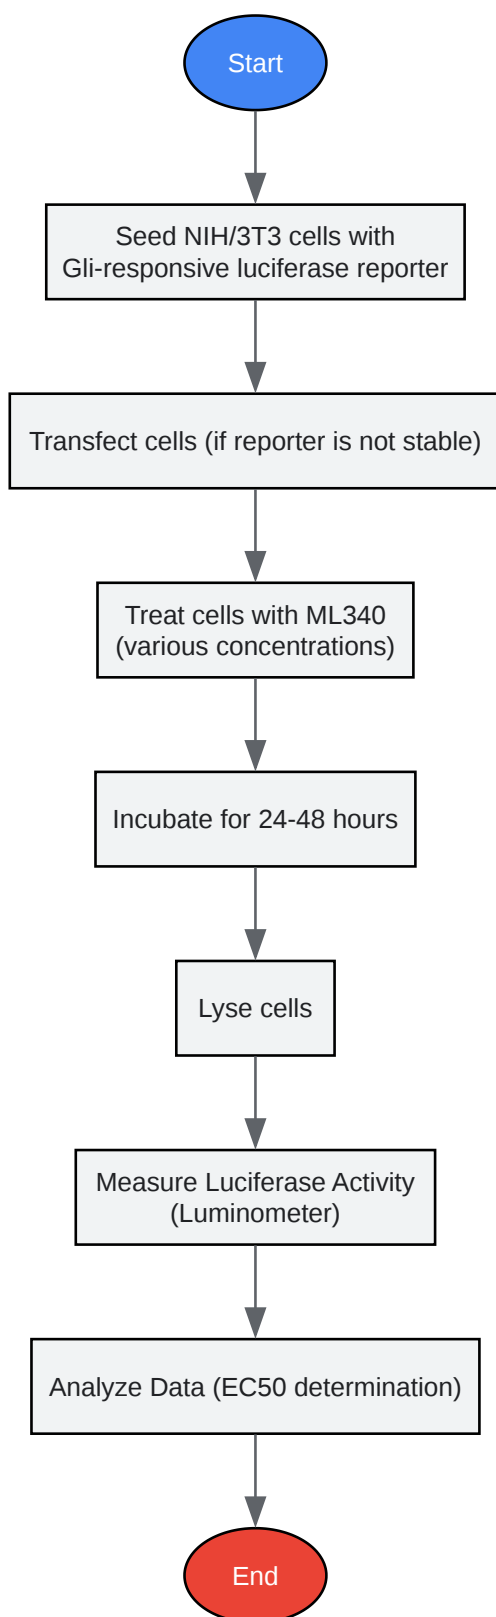 Start
Seed NIH/3T3 cells with
Gli-responsive luciferase reporter
Transfect cells (if reporter is not stable)
Treat cells with ML340
(various concentrations)
Incubate for 24-48 hours
Lyse cells
Measure Luciferase Activity
(Luminometer)
Analyze Data (EC50 determination)
End